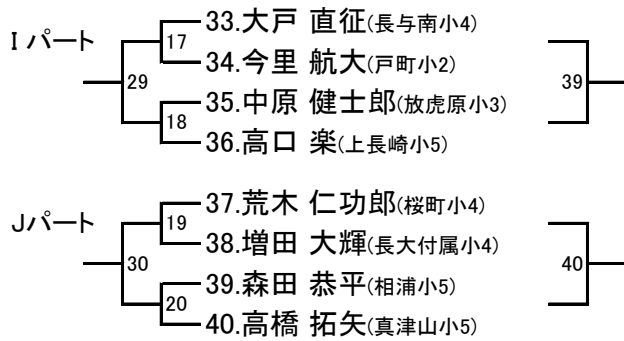 I パート
33.大戸 直征(長与南小4)
17
34.今里 航大(戸町小2)
29
39
35.中原 健士郎(放虎原小3)
18
36.高口 楽(上長崎小5)
Jパート
37.荒木 仁功郎(桜町小4)
19
38.増田 大輝(長大付属小4)
30
40
39.森田 恭平(相浦小5)
20
40.高橋 拓矢(真津山小5)